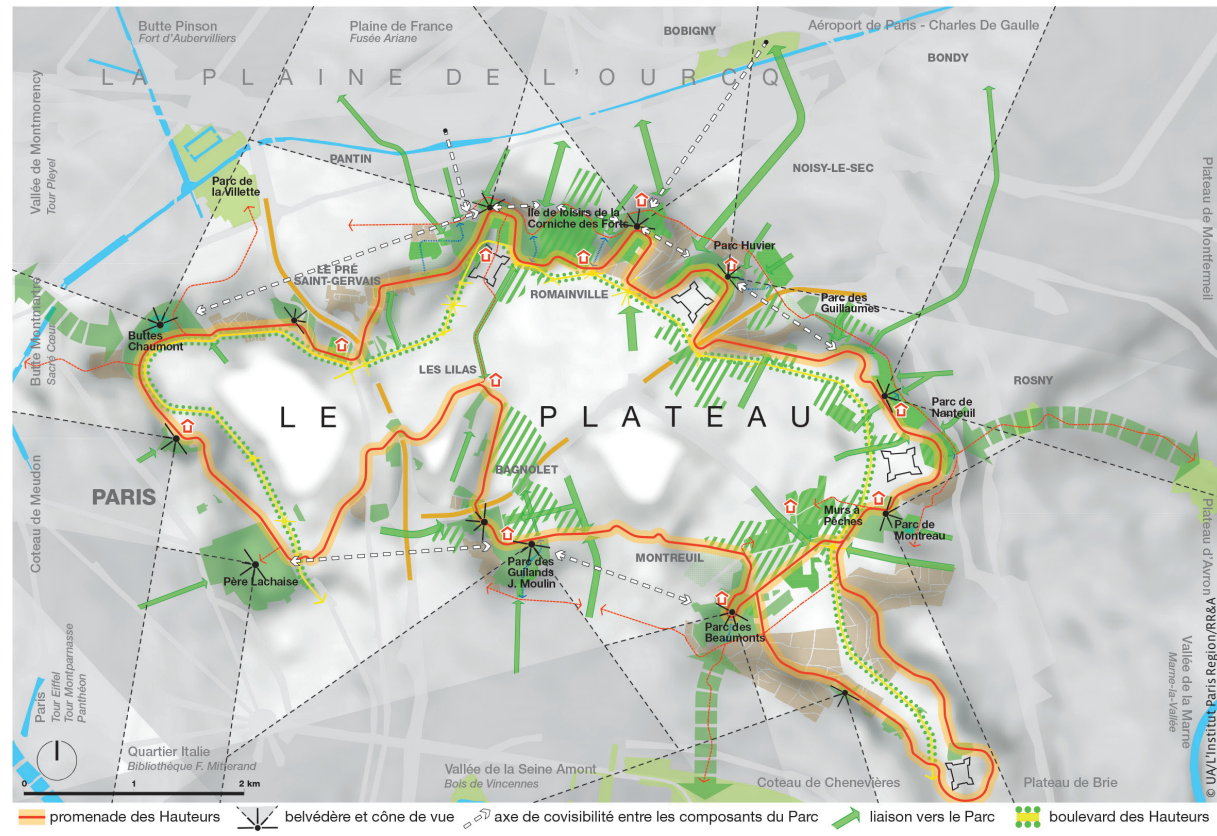 Butte Pinson
Fort d'Aubervilliers
Plaine de France
Fusée Ariane
BOBIGNY
Aéroport de Paris - Charles De Gaulle
BONDY
LA PLAINE DE L'OURCQ
Vallée de Montmorency
Tour Pleyel
PANTIN
NOISY-LE-SEC
Parc de
la Villette
Plateau de Montfermeil
Île de loisirs de la
Corniche des Forts
Parc Huvier
LE PRÉ
SAINT-GERVAIS
ROMAINVILLE
Parc des
Guillaumes
Butte Montmartre
Sacré Cœur
Buttes
Chaumont
LES LILAS
ROSNY
Parc de
Nanteuil
LE PLATEAU
BAGNOLET
PARIS
Coteau de Meudon
Murs à
Pêches
Parc de
Montreau
Plateau d'Avron
MONTREUIL
Père Lachaise
Parc des
Guilands
J. Moulin
Parc des
Beaumonts
Paris
Tour Eiffel
Tour Montparnasse
Panthéon
Vallée de la Marne
Marne-la-Vallée
Quartier Italie
Bibliothèque F. Mitterand
Vallée de la Seine Amont
Bois de Vincennes
Coteau de Chenevières
Plateau de Brie
0 1 2 km
© UA/L'Institut Paris Region/RR&A
promenade des Hauteurs
belvédère et cône de vue
axe de covisibilité entre les composants du Parc
liaison vers le Parc
boulevard des Hauteurs